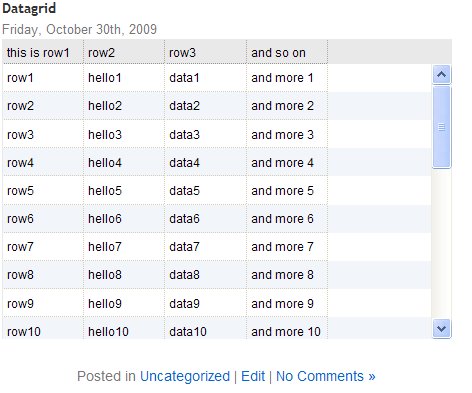 Datagrid
Friday, October 30th, 2009
this is row1 row2 row3 and so on
row1 hello1 data1 and more 1
row2 hello2 data2 and more 2
row3 hello3 data3 and more 3
row4 hello4 data4 and more 4
row5 hello5 data5 and more 5
row6 hello6 data6 and more 6
row7 hello7 data7 and more 7
row8 hello8 data8 and more 8
row9 hello9 data9 and more 9
row10 hello10 data10 and more 10
Posted in Uncategorized | Edit | No Comments »